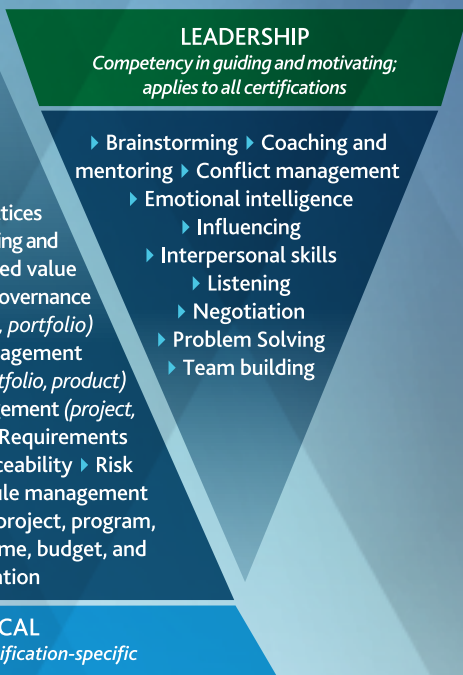 LEADERSHIP
Competency in guiding and motivating;
applies to all certifications
▸ Brainstorming ▸ Coaching and
mentoring ▸ Conflict management
▸ Emotional intelligence
▸ Influencing
▸ Interpersonal skills
▸ Listening
▸ Negotiation
▸ Problem Solving
▸ Team building
tices
ing and
ed value
overnance
, portfolio)
agement
tfolio, product)
gement (project,
Requirements
ceability ▸ Risk
ule management
project, program,
me, budget, and
ation
CAL
ification-specific